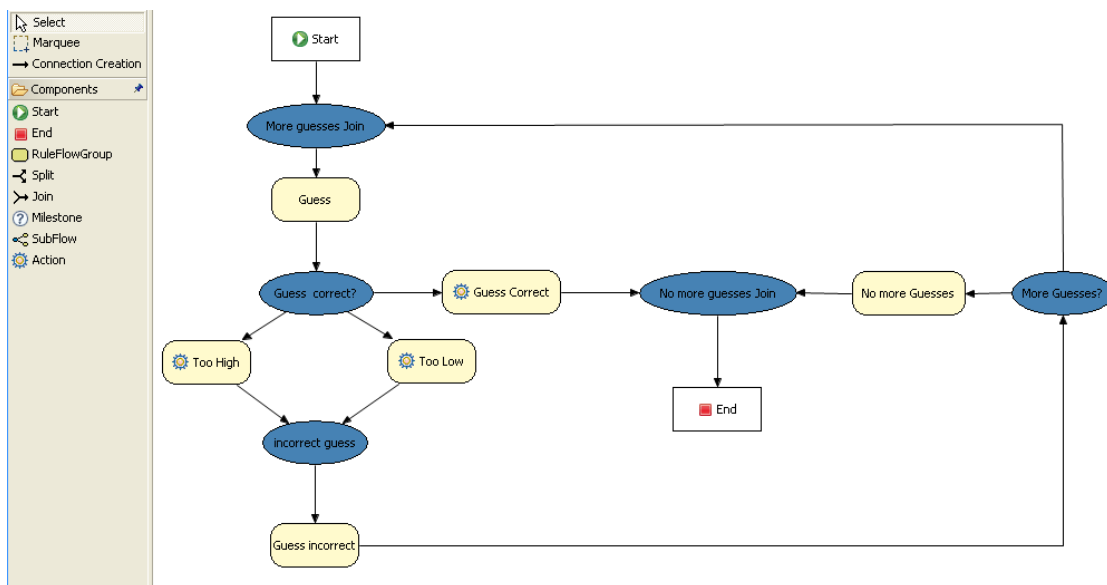 Select
Marquee
Connection Creation
Components
Start
End
RuleFlowGroup
Split
Join
Milestone
SubFlow
Action
Start
More guesses Join
Guess
Guess correct?
Guess Correct
No more guesses Join
No more Guesses
More Guesses?
Too High
Too Low
End
incorrect guess
Guess incorrect